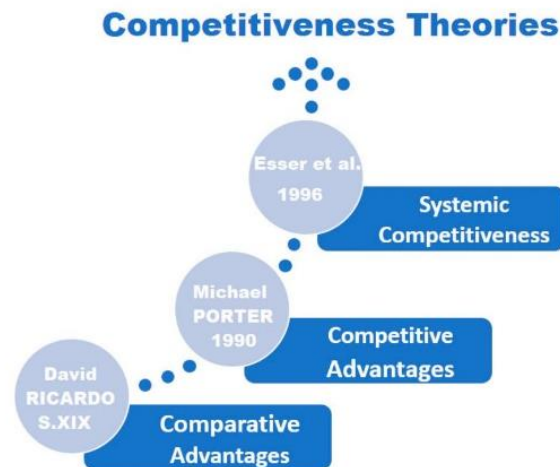 Competitiveness Theories
Esser et al.
1996
Systemic
Competitiveness
Michael
PORTER
1990
Competitive
Advantages
David
RICARDO
S.XIX
Comparative
Advantages